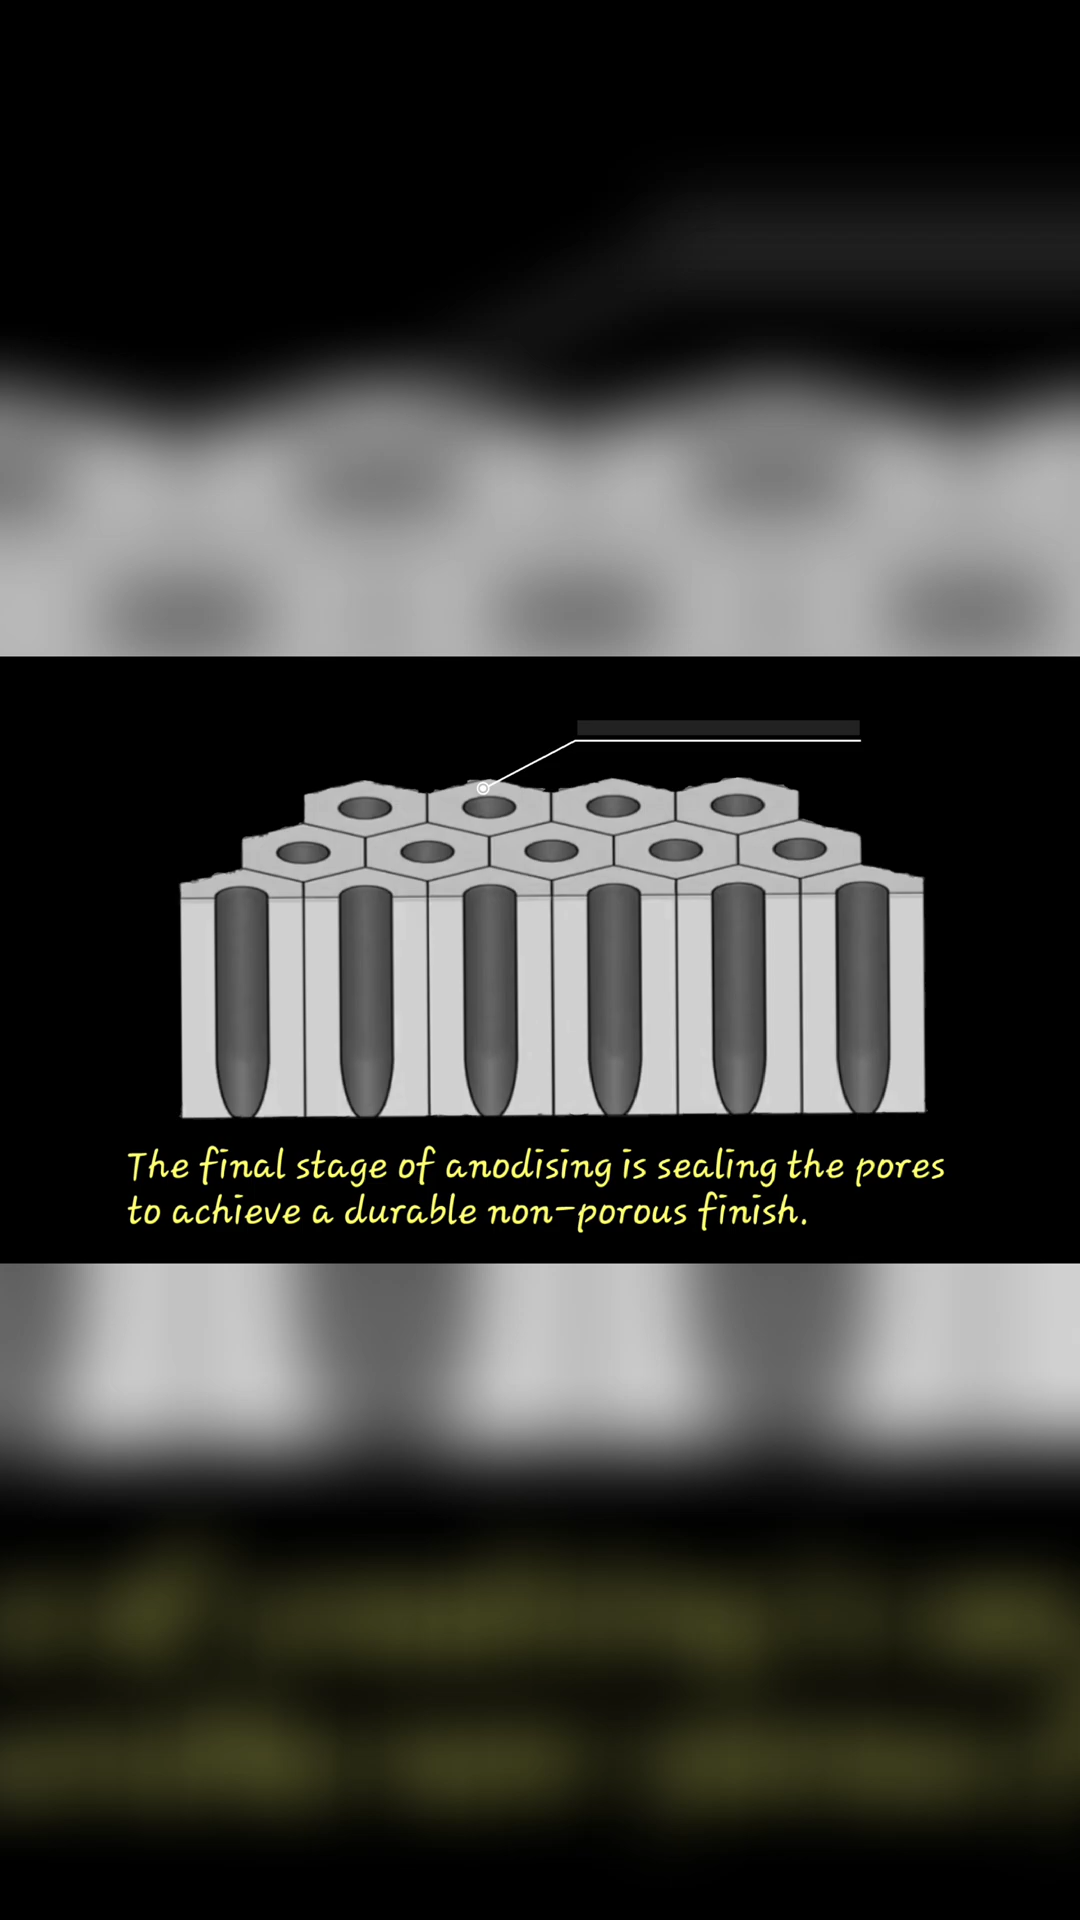 The final stage of anodising is sealing the pores
to achieve a durable non-porous finish.